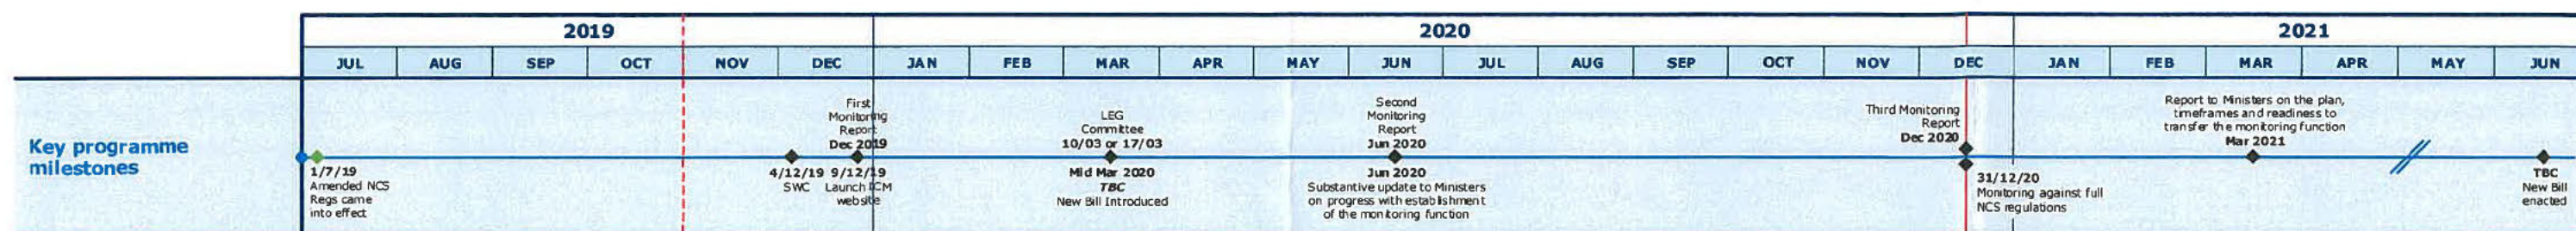 2019 2020 2021
JUL AUG SEP OCT NOV DEC JAN FEB MAR APR MAY JUN JUL AUG SEP OCT NOV DEC JAN FEB MAR APR MAY JUN
Key programme
milestones
1/7/19
Amended NCS
Regs came
into effect
4/12/19
SWC
First
Monitoring
Report
Dec 2019
9/12/19
Launch ICM
website
LEG
Committee
10/03 or 17/03
Mid Mar 2020
TBC
New Bill Introduced
Second
Monitoring
Report
Jun 2020
Jun 2020
Substantive update to Ministers
on progress with establishment
of the monitoring function
Third Monitoring
Report
Dec 2020
31/12/20
Monitoring against full
NCS regulations
Report to Ministers on the plan,
timeframes and readiness to
transfer the monitoring function
Mar 2021
TBC
New Bill
enacted